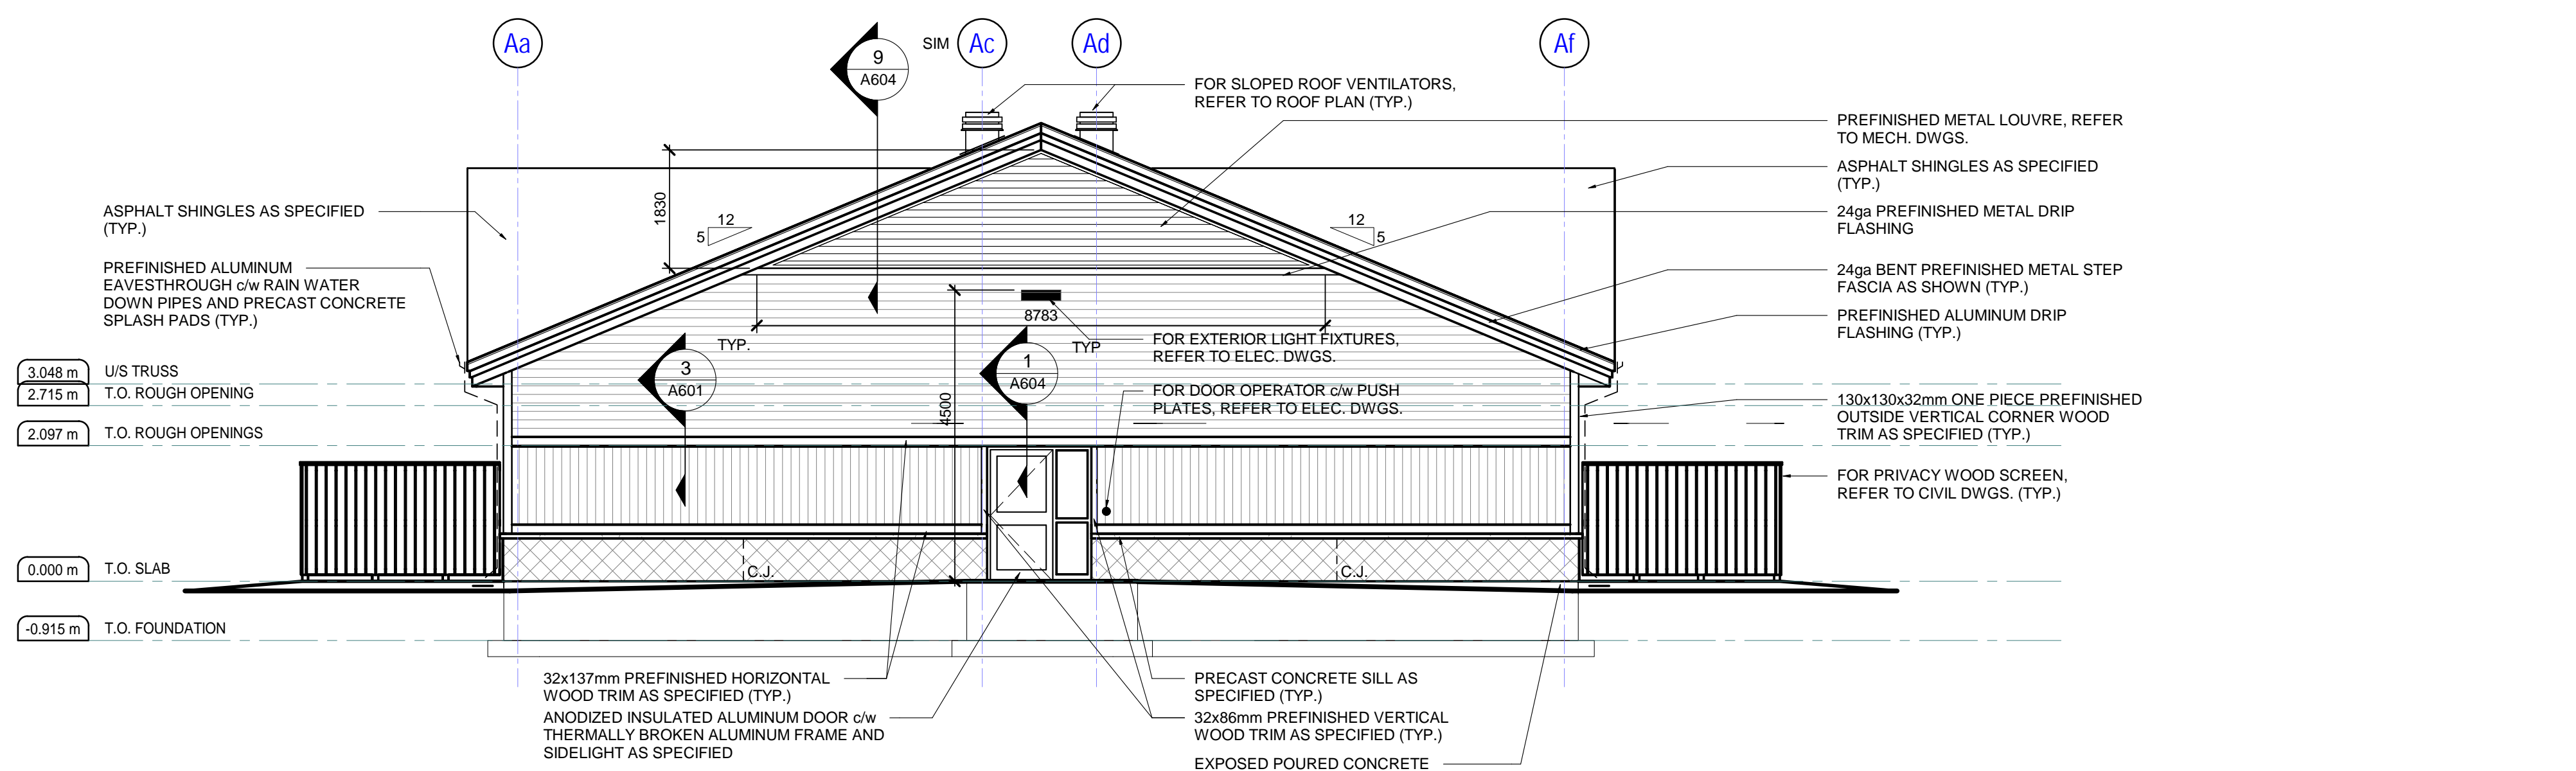 Aa
9
A604
SIM
Ac
Ad
Af
FOR SLOPED ROOF VENTILATORS,
REFER TO ROOF PLAN (TYP.)
PREFINISHED METAL LOUVRE, REFER
TO MECH. DWGS.
ASPHALT SHINGLES AS SPECIFIED
(TYP.)
24ga PREFINISHED METAL DRIP
FLASHING
24ga BENT PREFINISHED METAL STEP
FASCIA AS SHOWN (TYP.)
PREFINISHED ALUMINUM DRIP
FLASHING (TYP.)
130x130x32mm ONE PIECE PREFINISHED
OUTSIDE VERTICAL CORNER WOOD
TRIM AS SPECIFIED (TYP.)
FOR PRIVACY WOOD SCREEN,
REFER TO CIVIL DWGS. (TYP.)
ASPHALT SHINGLES AS SPECIFIED
(TYP.)
PREFINISHED ALUMINUM
EAVESTHROUGH c/w RAIN WATER
DOWN PIPES AND PRECAST CONCRETE
SPLASH PADS (TYP.)
1830
12
5
12
5
8783
4500
TYP.
TYP
3
A601
1
A604
FOR EXTERIOR LIGHT FIXTURES,
REFER TO ELEC. DWGS.
FOR DOOR OPERATOR c/w PUSH
PLATES, REFER TO ELEC. DWGS.
3.048 m U/S TRUSS
2.715 m T.O. ROUGH OPENING
2.097 m T.O. ROUGH OPENINGS
0.000 m T.O. SLAB
-0.915 m T.O. FOUNDATION
C.J.
C.J.
32x137mm PREFINISHED HORIZONTAL
WOOD TRIM AS SPECIFIED (TYP.)
ANODIZED INSULATED ALUMINUM DOOR c/w
THERMALLY BROKEN ALUMINUM FRAME AND
SIDELIGHT AS SPECIFIED
PRECAST CONCRETE SILL AS
SPECIFIED (TYP.)
32x86mm PREFINISHED VERTICAL
WOOD TRIM AS SPECIFIED (TYP.)
EXPOSED POURED CONCRETE